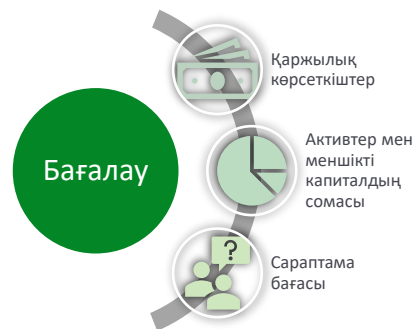 Бағалау
Қаржылық
көрсеткіштер
Активтер мен
меншікті
капиталдың
сомасы
?
Сараптама
бағасы